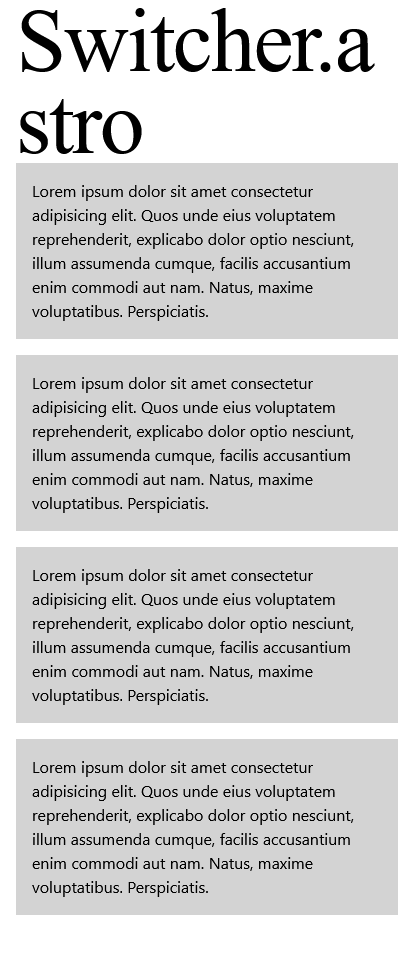 Switcher.a
stro
Lorem ipsum dolor sit amet consectetur
adipisicing elit. Quos unde eius voluptatem
reprehenderit, explicabo dolor optio nesciunt,
illum assumenda cumque, facilis accusantium
enim commodi aut nam. Natus, maxime
voluptatibus. Perspiciatis.
Lorem ipsum dolor sit amet consectetur
adipisicing elit. Quos unde eius voluptatem
reprehenderit, explicabo dolor optio nesciunt,
illum assumenda cumque, facilis accusantium
enim commodi aut nam. Natus, maxime
voluptatibus. Perspiciatis.
Lorem ipsum dolor sit amet consectetur
adipisicing elit. Quos unde eius voluptatem
reprehenderit, explicabo dolor optio nesciunt,
illum assumenda cumque, facilis accusantium
enim commodi aut nam. Natus, maxime
voluptatibus. Perspiciatis.
Lorem ipsum dolor sit amet consectetur
adipisicing elit. Quos unde eius voluptatem
reprehenderit, explicabo dolor optio nesciunt,
illum assumenda cumque, facilis accusantium
enim commodi aut nam. Natus, maxime
voluptatibus. Perspiciatis.